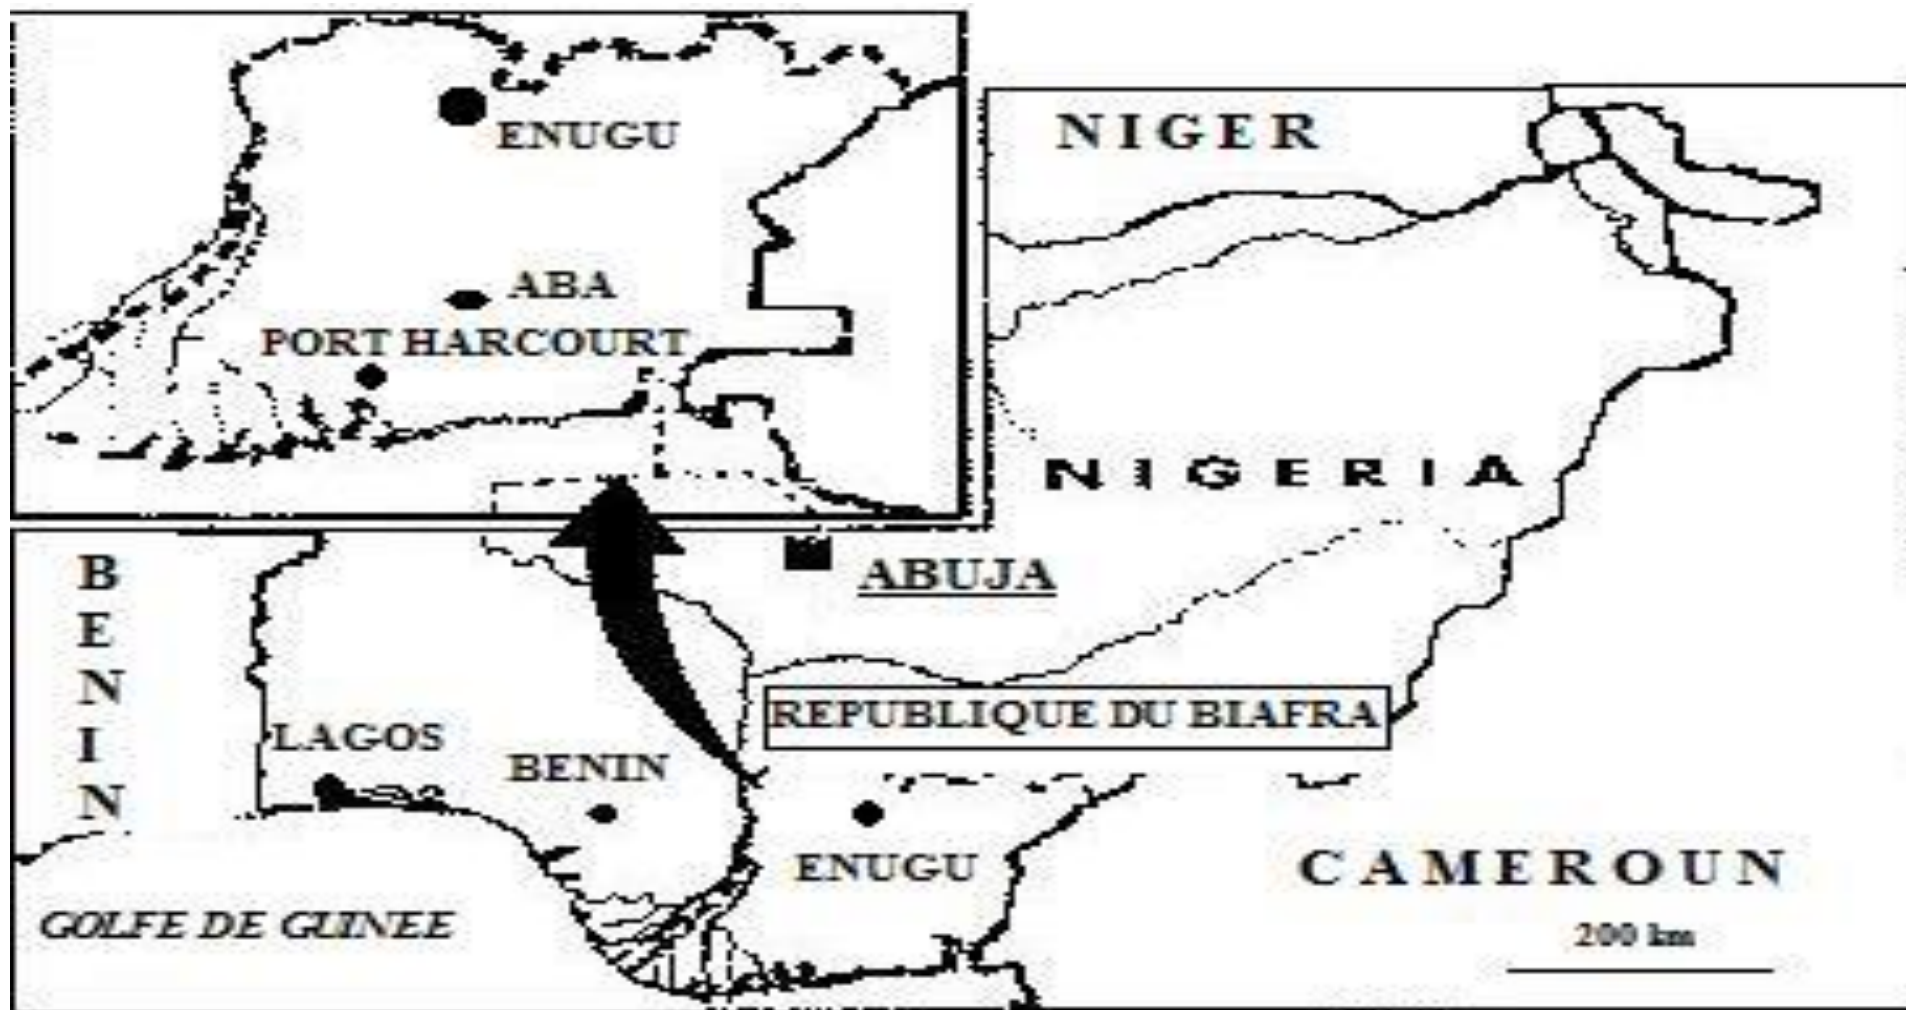 ENUGU
ABA
PORT HARCOURT
NIGER
NIGERIA
ABUJA
BENIN
REPUBLIQUE DU BIAFRA
LAGOS
BENIN
ENUGU
CAMEROUN
GOLFE DE GUINEE
200 km